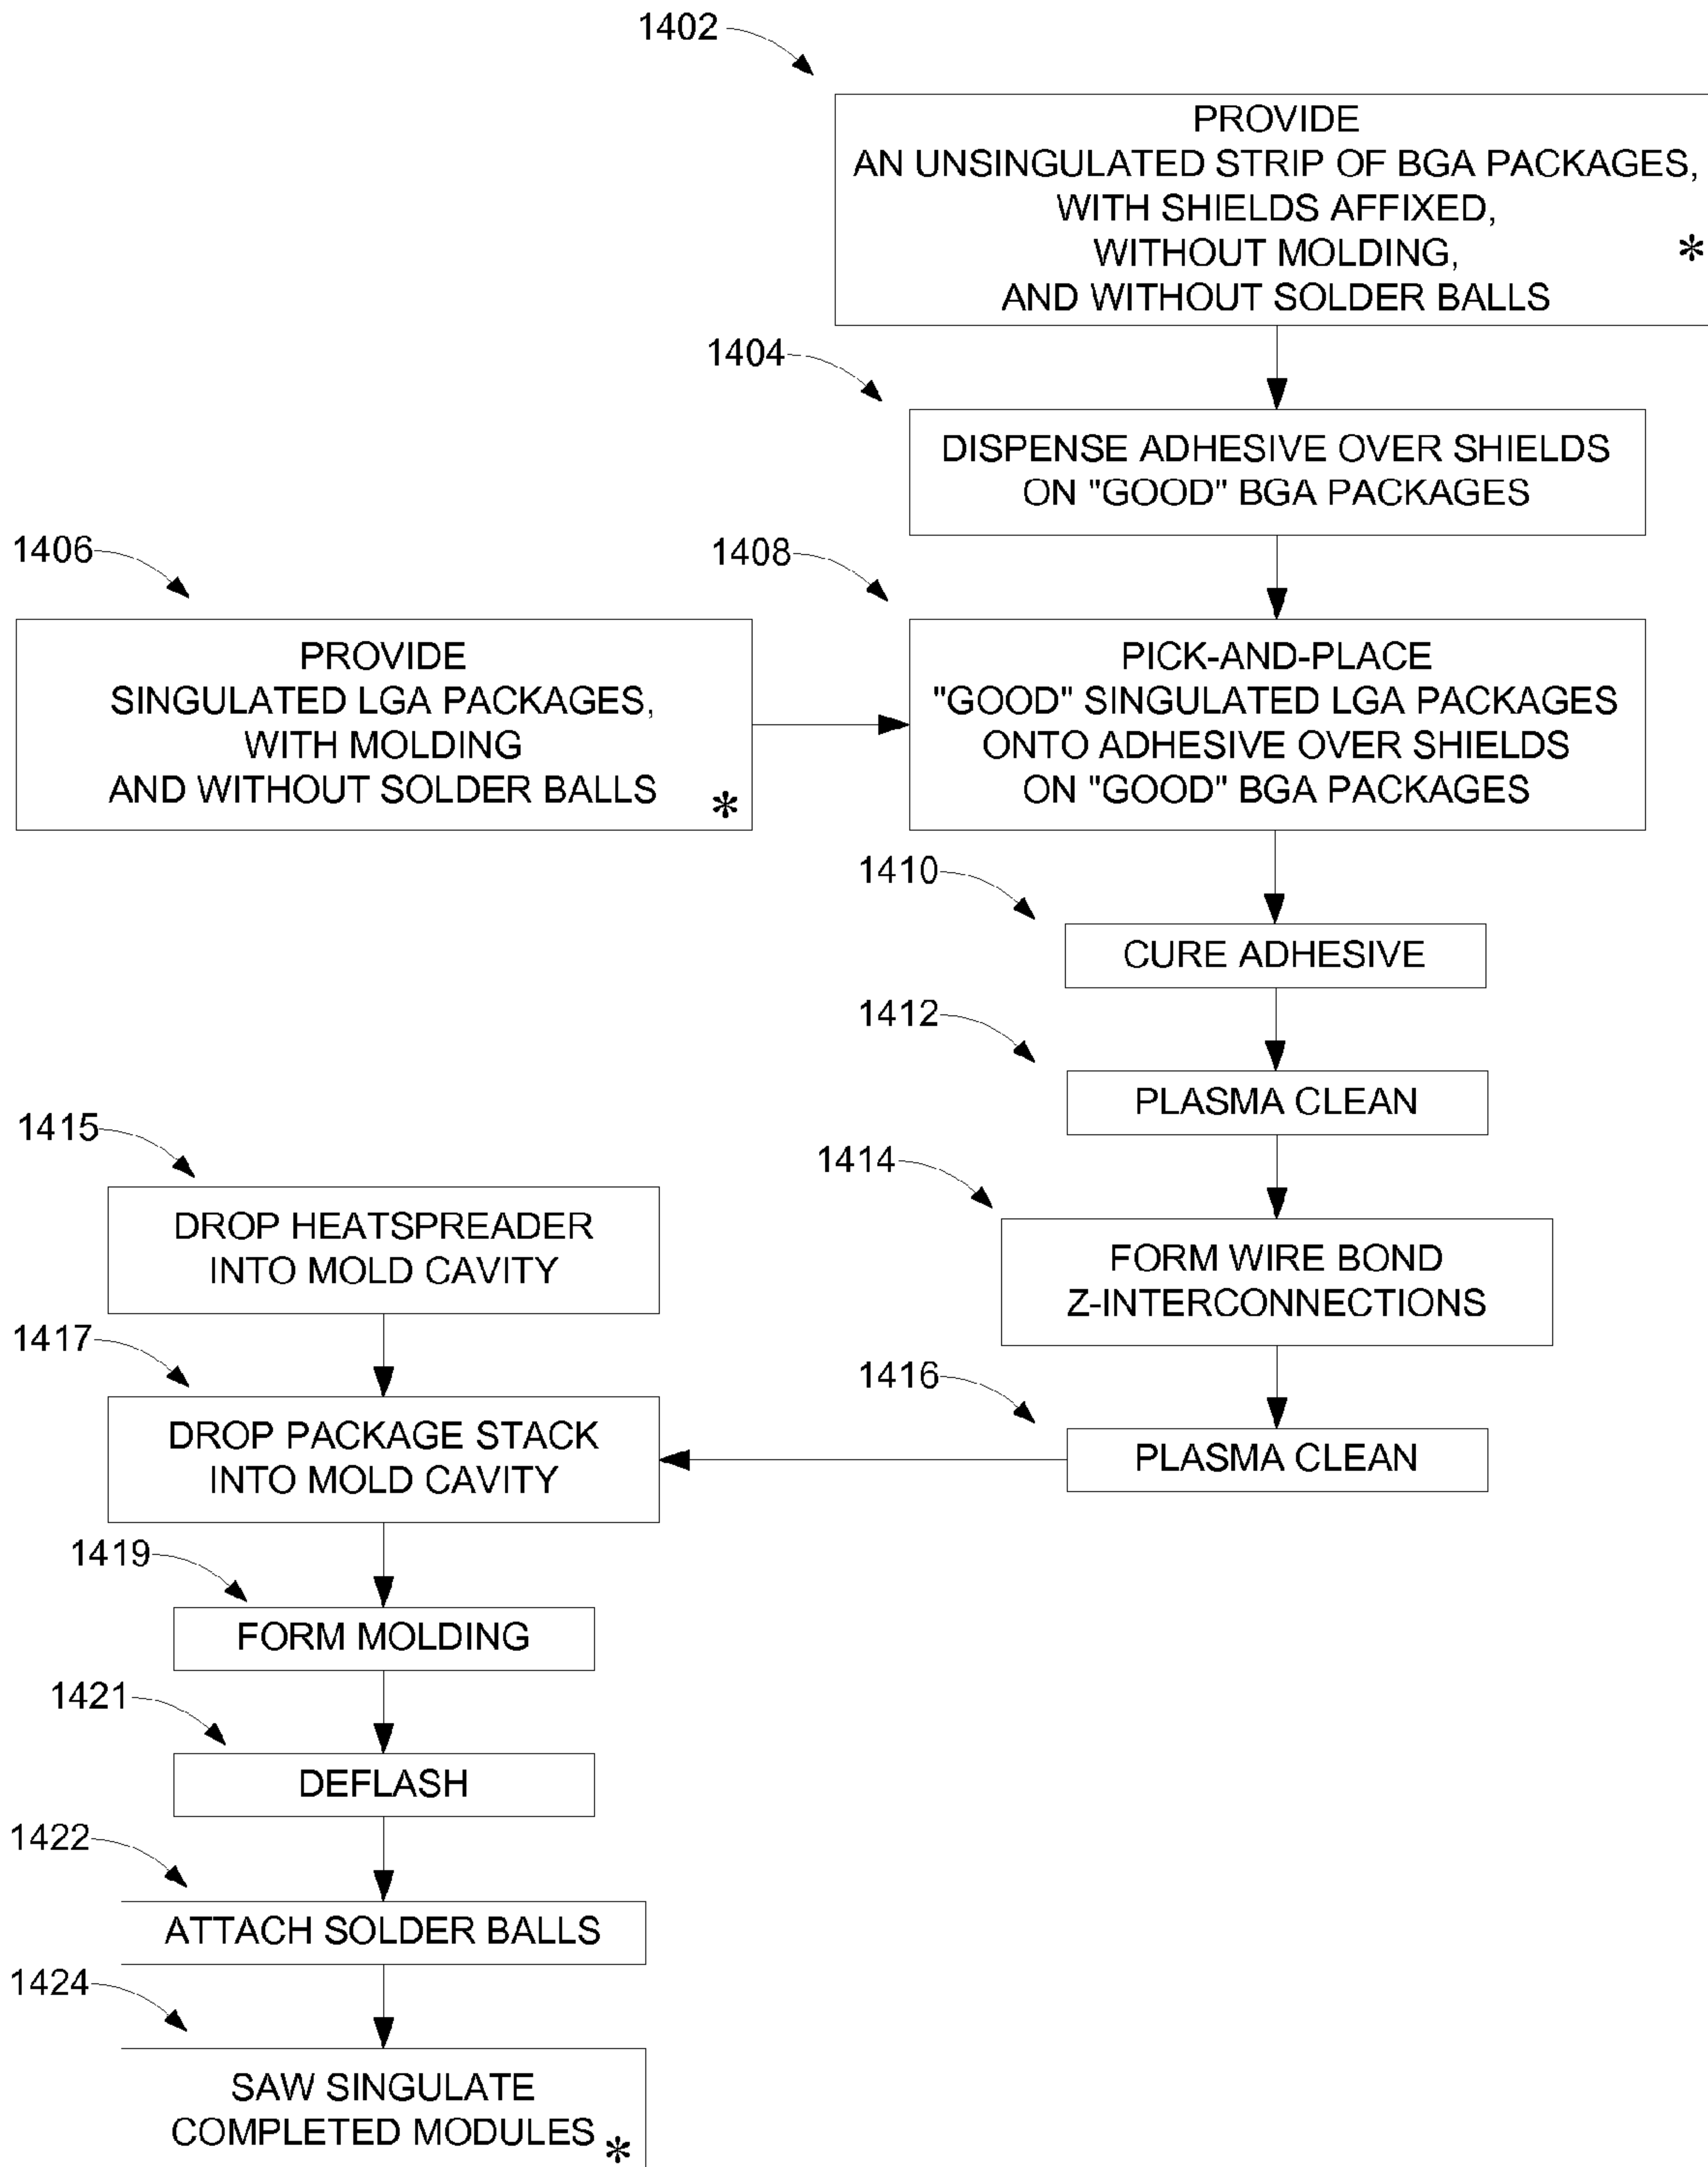 1402
PROVIDE
AN UNSINGULATED STRIP OF BGA PACKAGES,
WITH SHIELDS AFFIXED,
WITHOUT MOLDING,
AND WITHOUT SOLDER BALLS
*
1404
DISPENSE ADHESIVE OVER SHIELDS
ON "GOOD" BGA PACKAGES
1406
PROVIDE
SINGULATED LGA PACKAGES,
WITH MOLDING
AND WITHOUT SOLDER BALLS
*
1408
PICK-AND-PLACE
"GOOD" SINGULATED LGA PACKAGES
ONTO ADHESIVE OVER SHIELDS
ON "GOOD" BGA PACKAGES
1410
CURE ADHESIVE
1412
PLASMA CLEAN
1414
FORM WIRE BOND
Z-INTERCONNECTIONS
1416
PLASMA CLEAN
1415
DROP HEATSPREADER
INTO MOLD CAVITY
1417
DROP PACKAGE STACK
INTO MOLD CAVITY
1419
FORM MOLDING
1421
DEFLASH
1422
ATTACH SOLDER BALLS
1424
SAW SINGULATE
COMPLETED MODULES
*